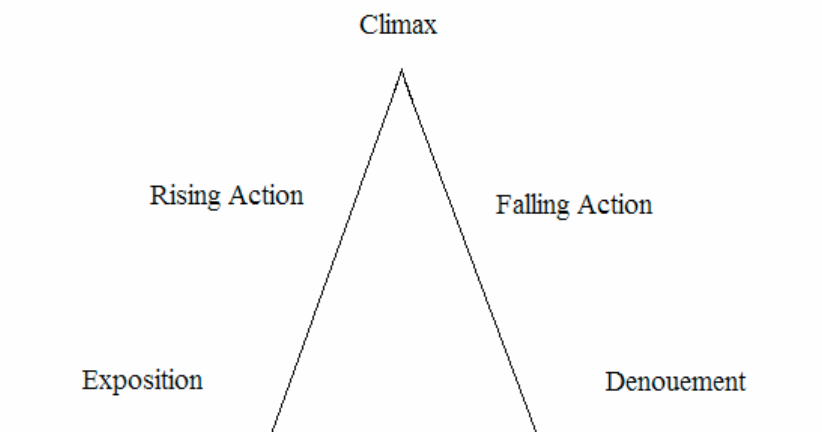 Climax
Rising Action
Falling Action
Exposition
Denouement